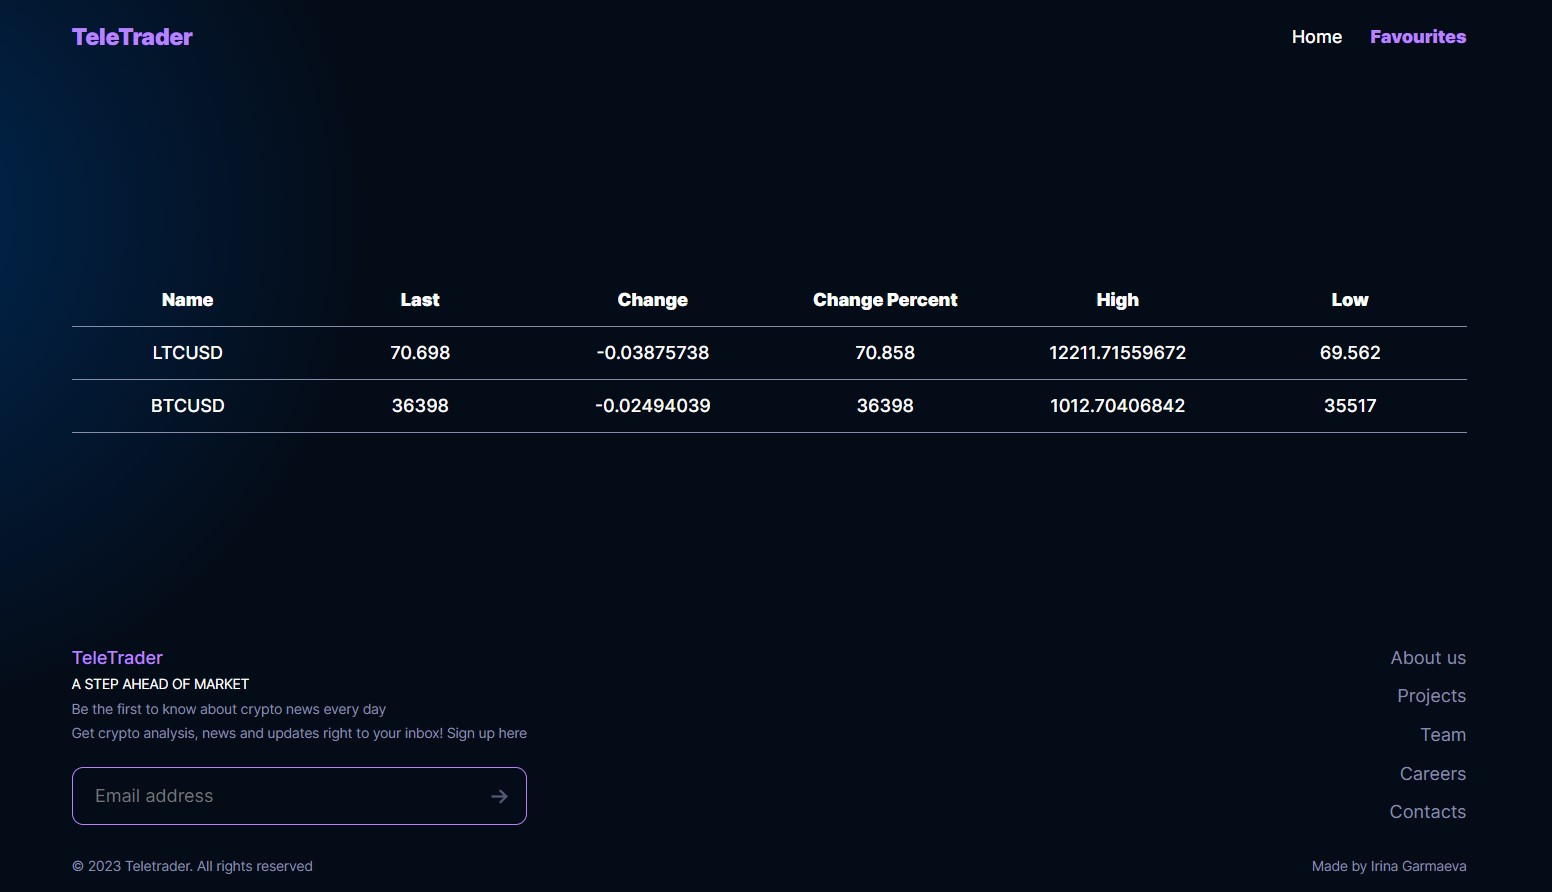 TeleTrader
Home Favourites
Name Last Change Change Percent High Low
LTCUSD 70.698 -0.03875738 70.858 12211.71559672 69.562
BTCUSD 36398 -0.02494039 36398 1012.70406842 35517
TeleTrader
A STEP AHEAD OF MARKET
Be the first to know about crypto news every day
Get crypto analysis, news and updates right to your inbox! Sign up here
Email address
© 2023 Teletrader. All rights reserved
About us
Projects
Team
Careers
Contacts
Made by Irina Garmaeva